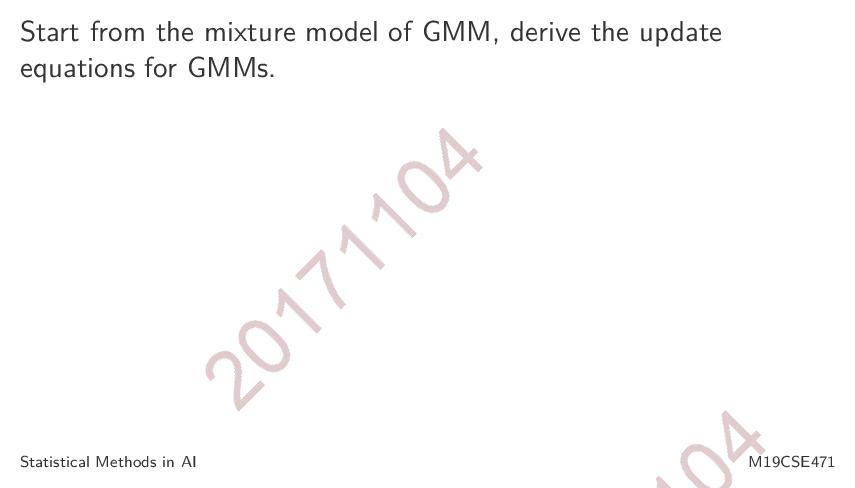 Start from the mixture model of GMM, derive the update
equations for GMMs.
20171104
104
Statistical Methods in AI
M19CSE471